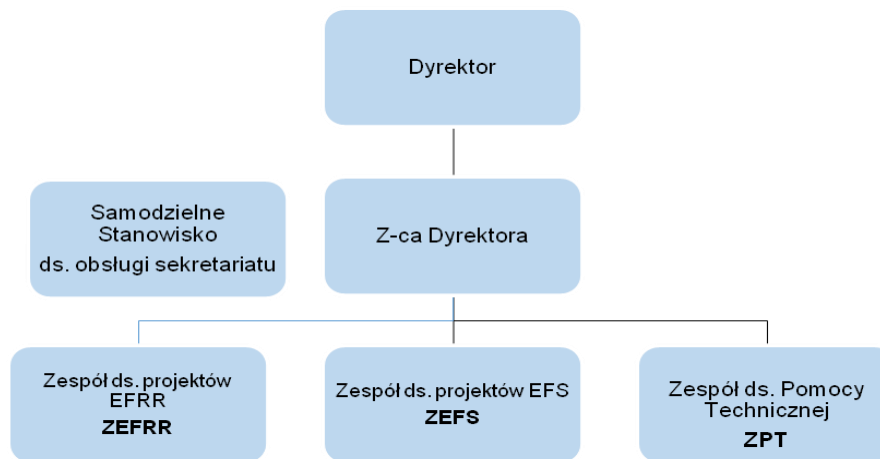 Dyrektor
Samodzielne
Stanowisko
ds. obsługi sekretariatu
Z-ca Dyrektora
Zespół ds. projektów
EFRR
ZEFRR
Zespół ds. projektów EFS
ZEFS
Zespół ds. Pomocy
Technicznej
ZPT